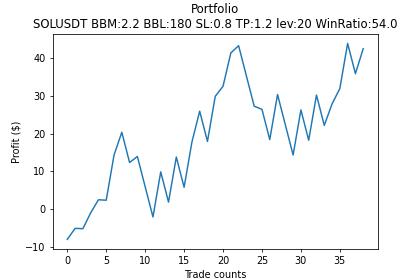 Portfolio
SOLUSDT BBM:2.2 BBL:180 SL:0.8 TP:1.2 lev:20 WinRatio:54.0
Profit ($)
40
30
20
10
0
−10
0 5 10 15 20 25 30 35
Trade counts